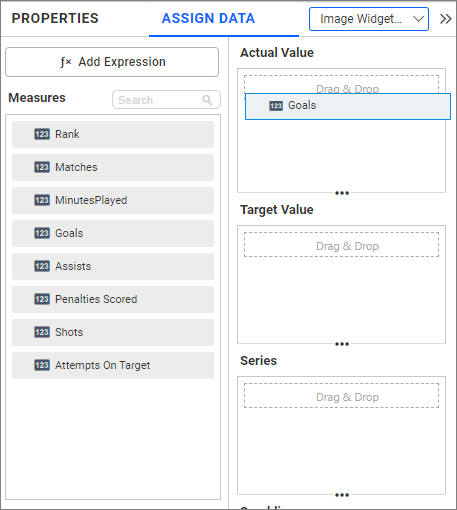 PROPERTIES
ASSIGN DATA
Image Widget...
ƒ× Add Expression
Measures
Search
123 Rank
123 Matches
123 MinutesPlayed
123 Goals
123 Assists
123 Penalties Scored
123 Shots
123 Attempts On Target
Actual Value
Drag & Drop
123 Goals
Target Value
Drag & Drop
Series
Drag & Drop